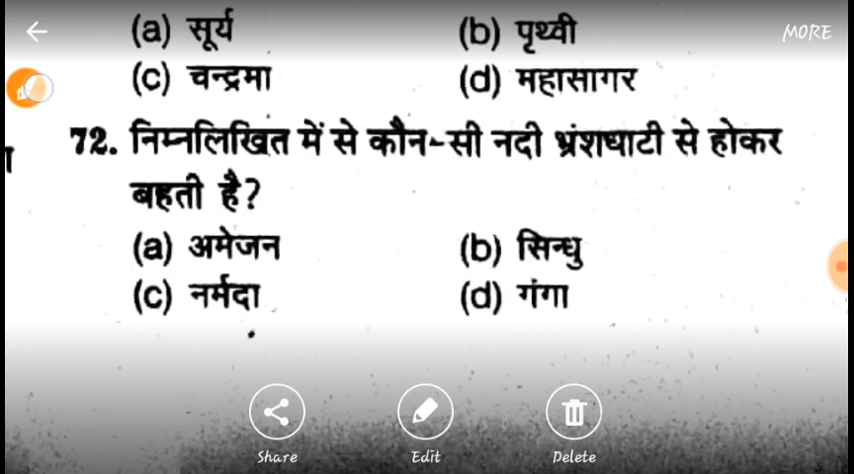 (a) सूर्य (b) पृथ्वी MORE
(c) चन्द्रमा (d) महासागर
72. निम्नलिखित में से कौन-सी नदी भ्रंशघाटी से होकर
बहती है?
(a) अमेजन (b) सिन्धु
(c) नर्मदा (d) गंगा
Share Edit Delete